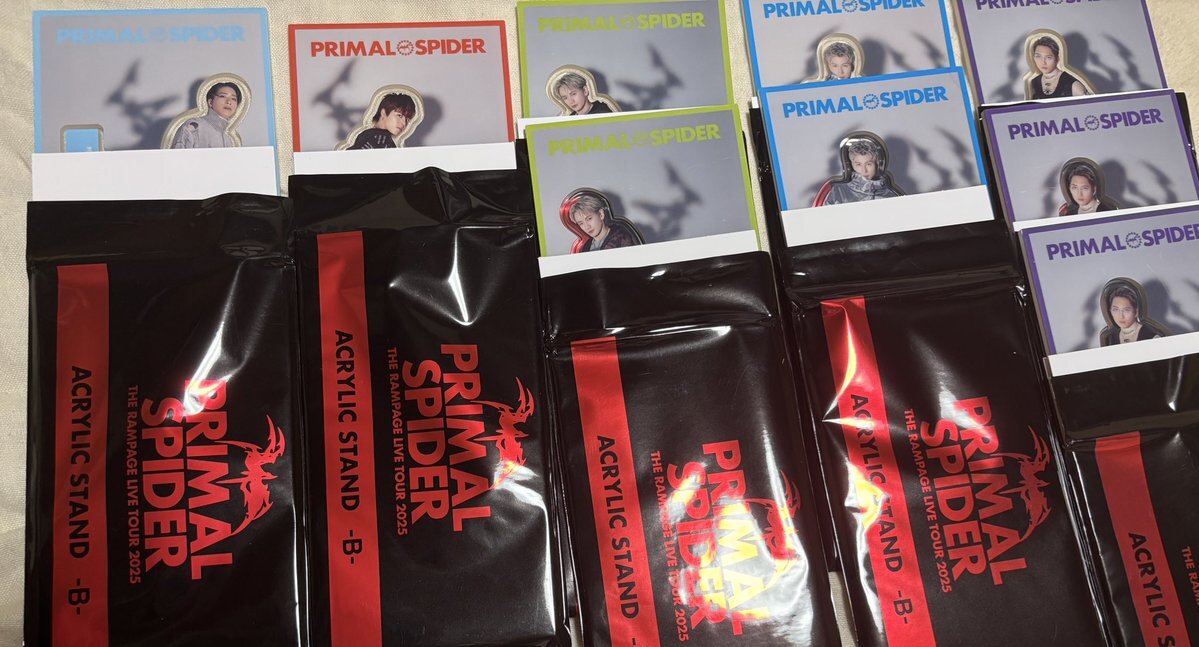 PRIMAL SPIDER
PRIMAL SPIDER
PRIMAL SPIDER
PRIMAL SPIDER
PRIMAL SPIDER
PRIMAL SPIDER
PRIMAL SPIDER
PRIMAL SPIDER
PRIMAL SPIDER
ACRYLIC STAND -B-
THE RAMPAGE LIVE TOUR 2025
PRIMAL
SPIDER
ACRYLIC STAND -B-
THE RAMPAGE LIVE TOUR 2025
PRIMAL
SPIDER
ACRYLIC STAND -
THE RAMPAGE LIVE TOUR 2025
PRIMAL
SPIDER
ACRYLIC STAND -B-
THE RAMPAGE LIVE TOUR 2025
PRIMAL
SPIDER
ACRYLIC S
THE RAMPAGE